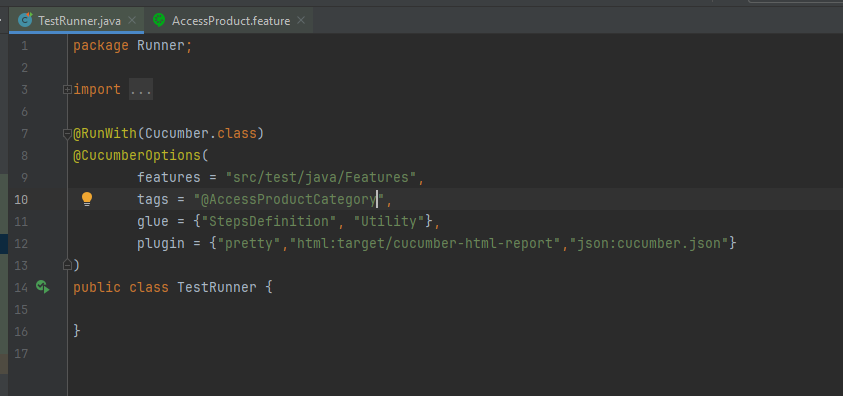 TestRunner.java AccessProduct.feature
1 package Runner;
2
3 import ...
6
7 @RunWith(Cucumber.class)
8 @CucumberOptions(
9 features = "src/test/java/Features",
10 tags = "@AccessProductCategory",
11 glue = {"StepsDefinition", "Utility"},
12 plugin = {"pretty","html:target/cucumber-html-report","json:cucumber.json"}
13 )
14 public class TestRunner {
15
16 }
17